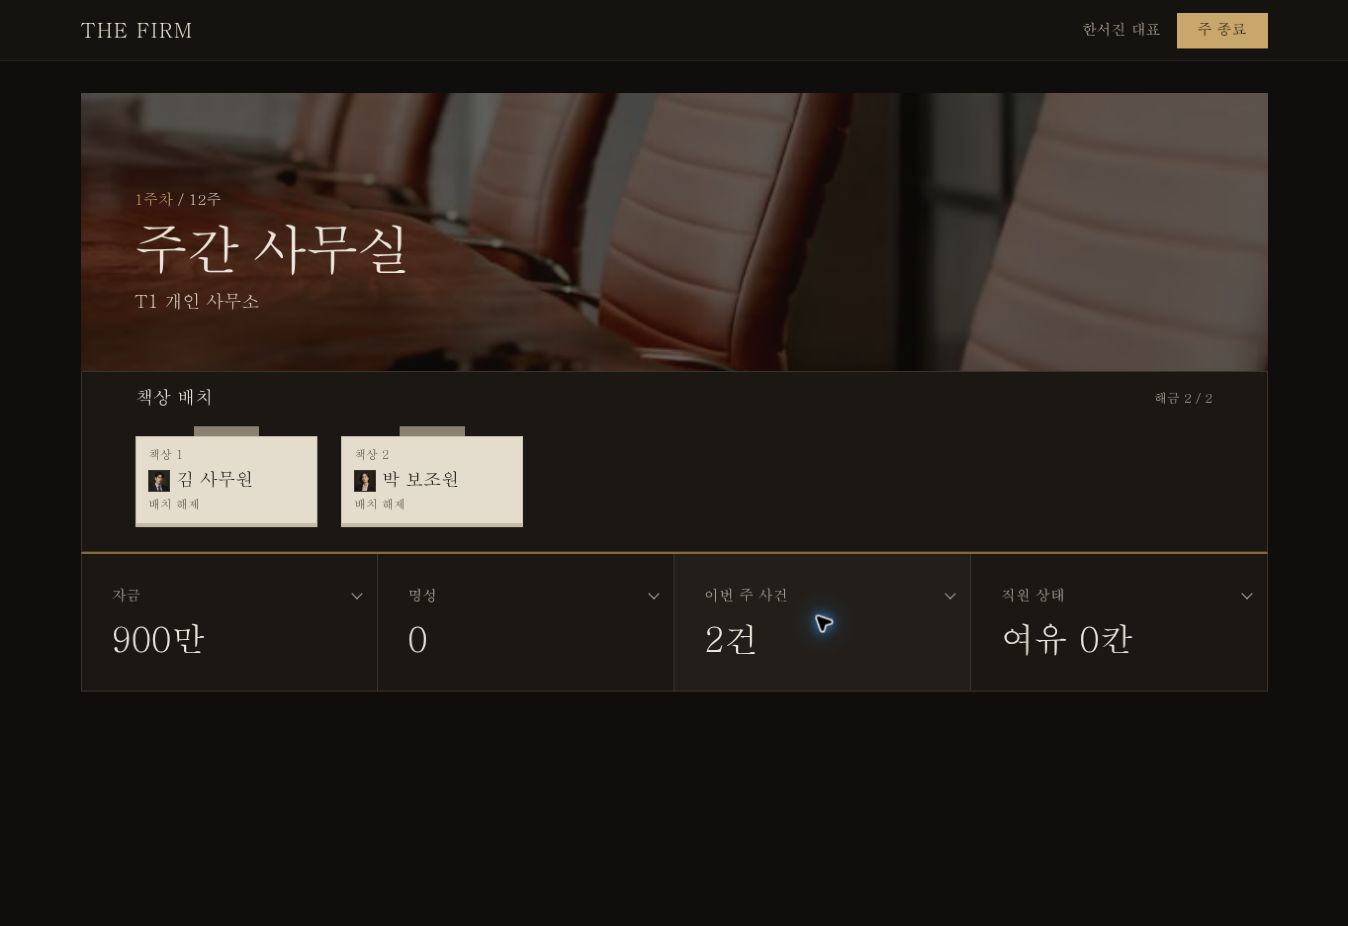 THE FIRM
한서진 대표
주 종료
1주차 / 12주
주간 사무실
T1 개인 사무소
책상 배치
해금 2 / 2
책상 1
김 사무원
배치 해제
책상 2
박 보조원
배치 해제
자금
900만
명성
0
이번 주 사건
2건
직원 상태
여유 0칸